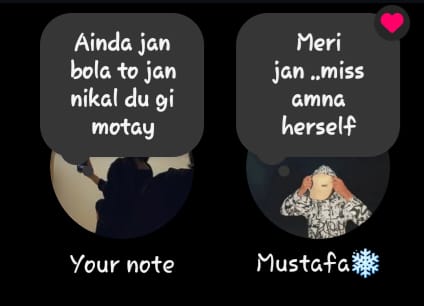 Ainda jan
bola to jan
nikal du gi
motay
Your note
Meri
jan ..miss
amna
herself
Mustafa❄️